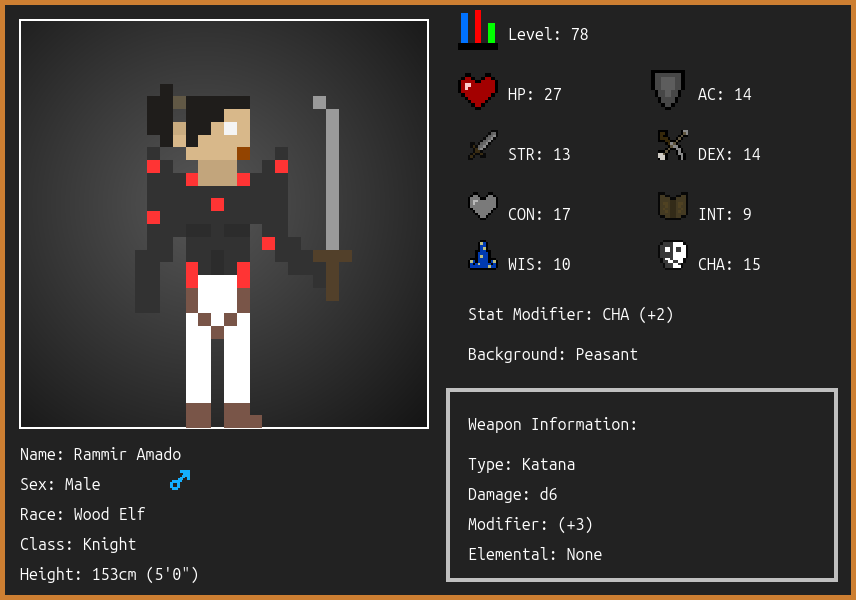 Level: 78
HP: 27
AC: 14
STR: 13
DEX: 14
CON: 17
INT: 9
WIS: 10
CHA: 15
Stat Modifier: CHA (+2)
Background: Peasant
Weapon Information:
Type: Katana
Damage: d6
Modifier: (+3)
Elemental: None
Name: Rammir Amado
Sex: Male
Race: Wood Elf
Class: Knight
Height: 153cm (5'0")